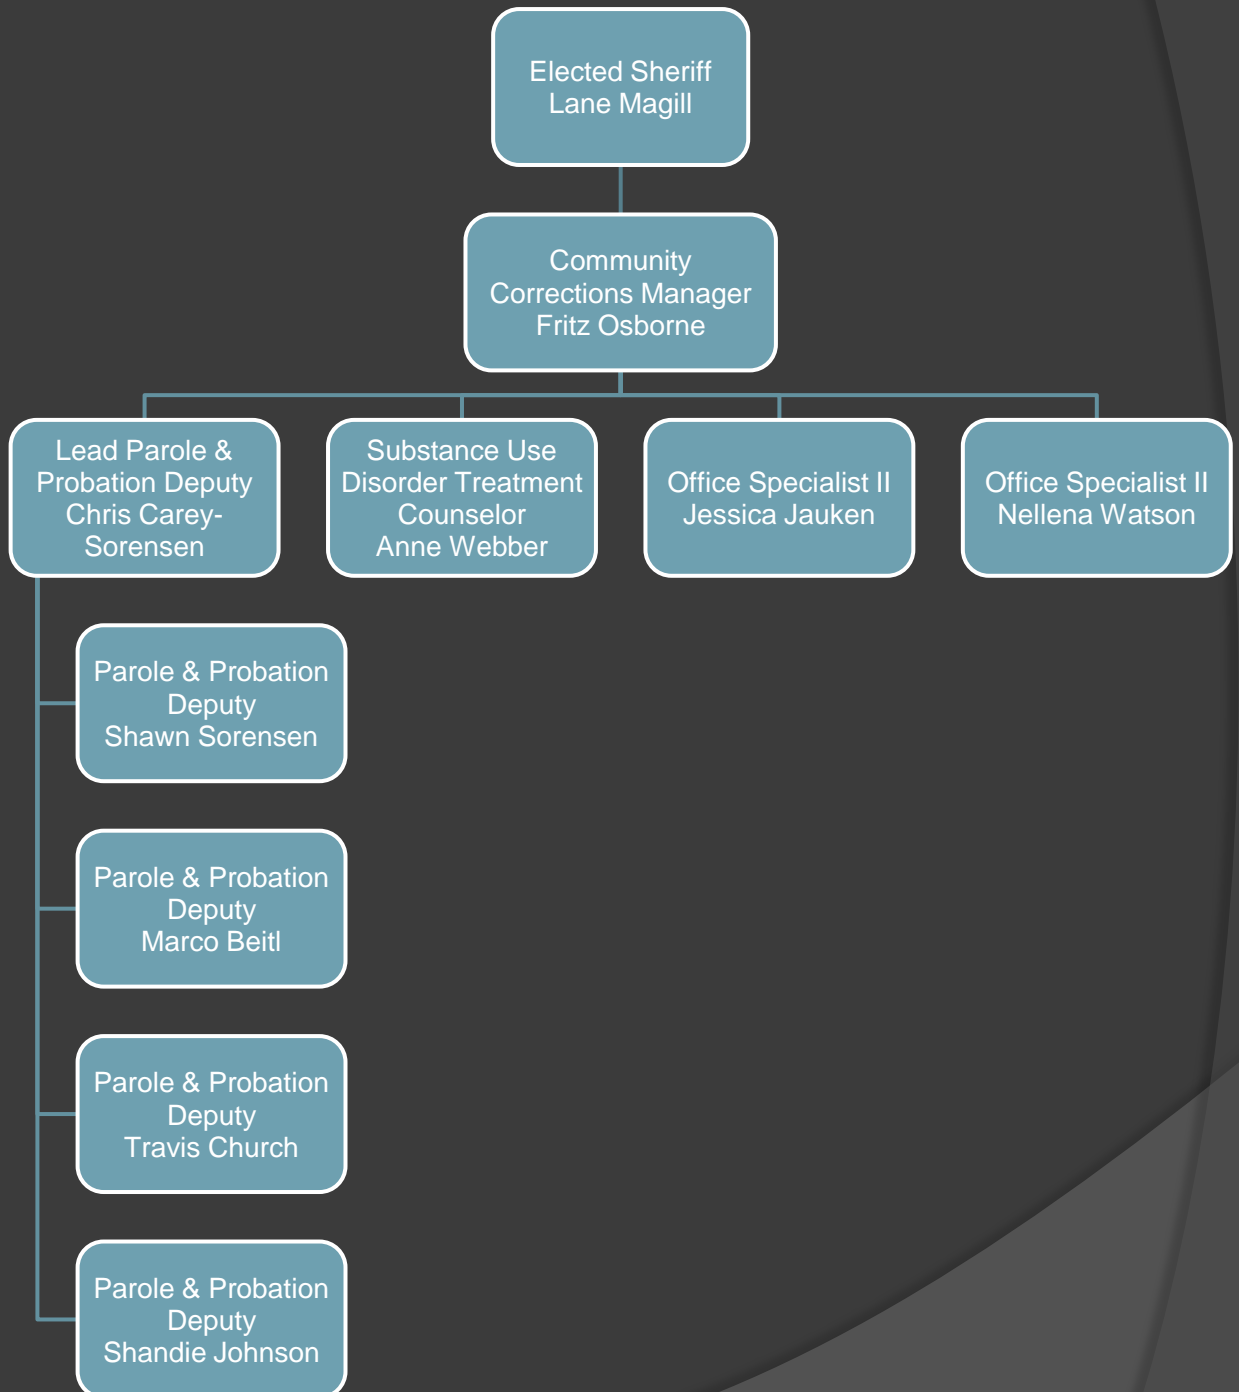 Elected Sheriff
Lane Magill
Community
Corrections Manager
Fritz Osborne
Lead Parole &
Probation Deputy
Chris Carey-
Sorensen
Substance Use
Disorder Treatment
Counselor
Anne Webber
Office Specialist II
Jessica Jauken
Office Specialist II
Nellena Watson
Parole & Probation
Deputy
Shawn Sorensen
Parole & Probation
Deputy
Marco Beitl
Parole & Probation
Deputy
Travis Church
Parole & Probation
Deputy
Shandie Johnson